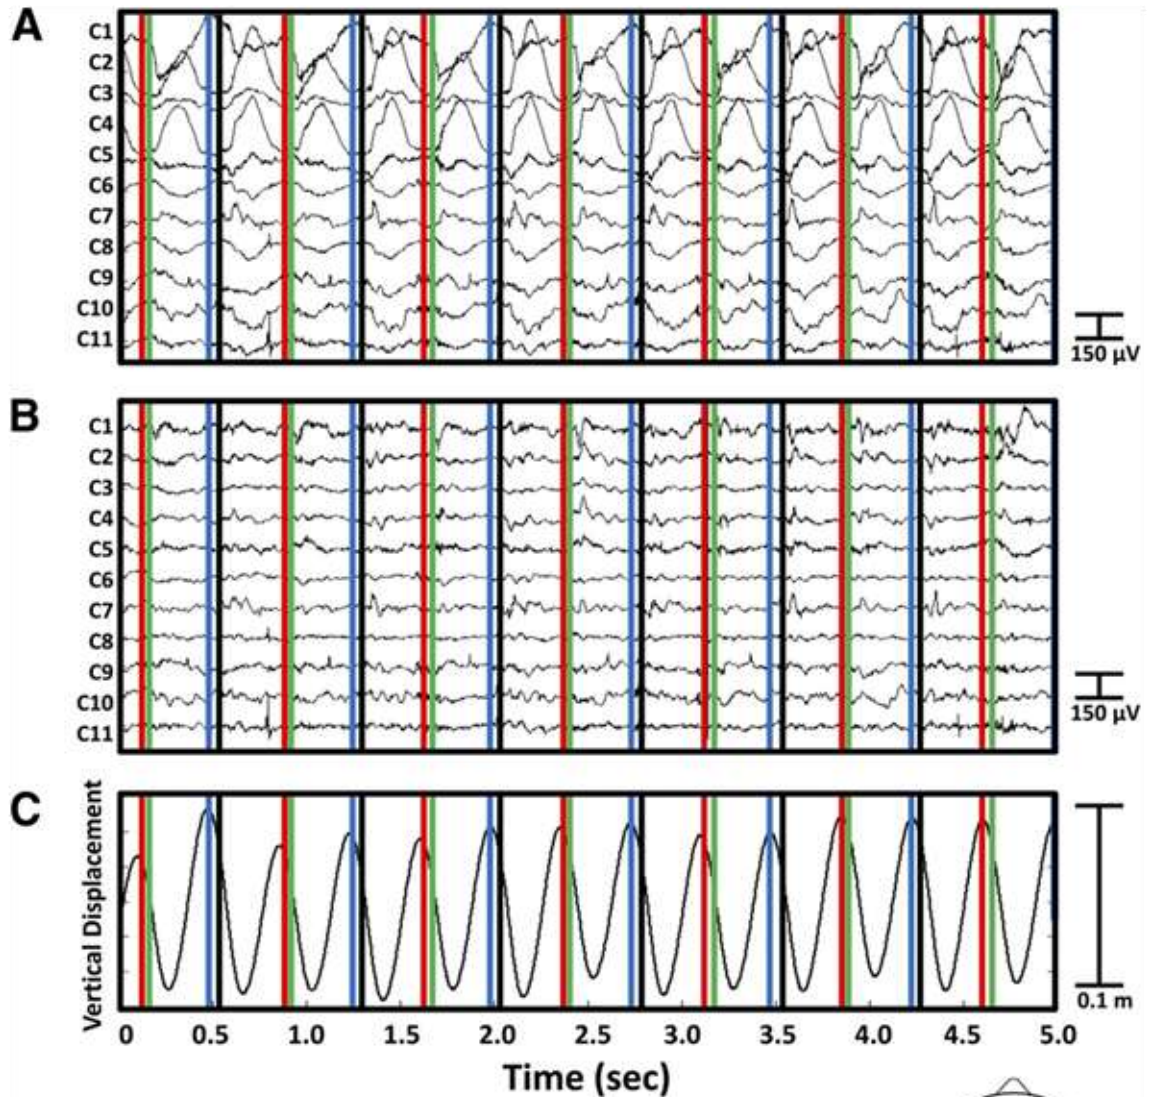 A
C1
C2
C3
C4
C5
C6
C7
C8
C9
C10
C11
150 µV
B
C1
C2
C3
C4
C5
C6
C7
C8
C9
C10
C11
150 µV
C
Vertical Displacement
0.1 m
0 0.5 1.0 1.5 2.0 2.5 3.0 3.5 4.0 4.5 5.0
Time (sec)